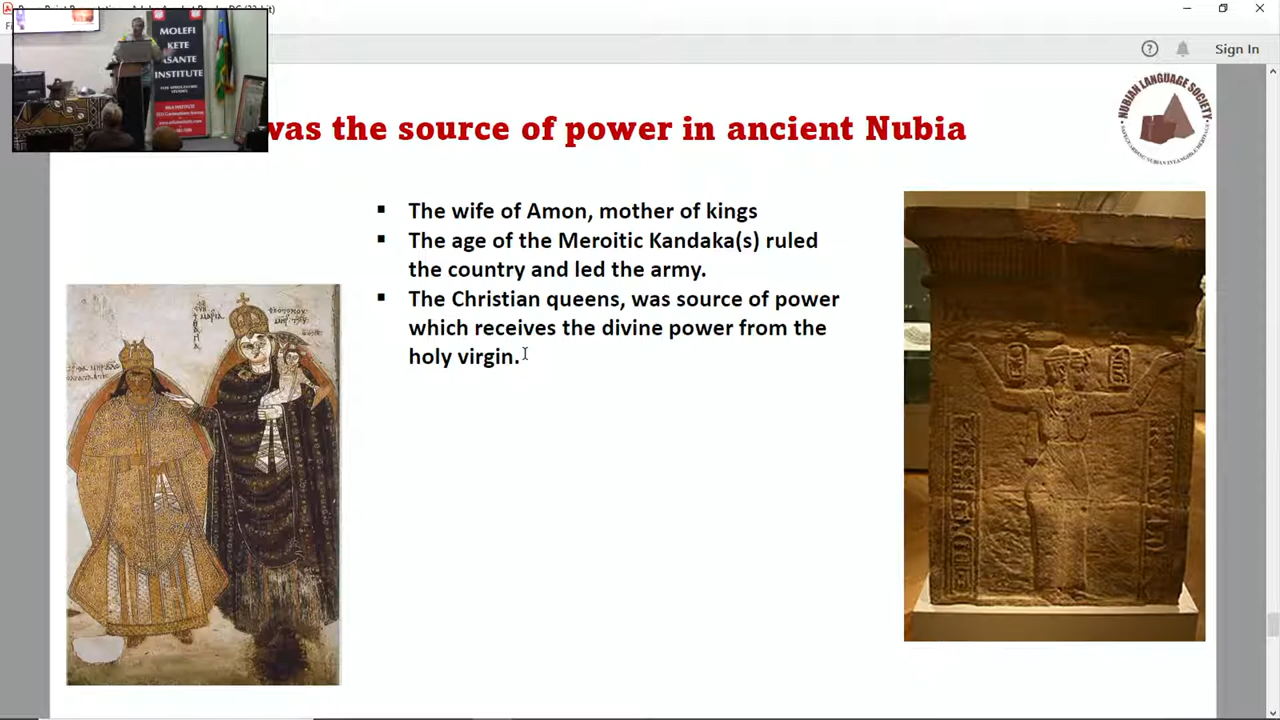 Sign In
MOLEFI
KETE
ASANTE
INSTITUTE
was the source of power in ancient Nubia
NUBIAN LANGUAGE SOCIETY
▪ The wife of Amon, mother of kings
▪ The age of the Meroitic Kandaka(s) ruled
the country and led the army.
▪ The Christian queens, was source of power
which receives the divine power from the
holy virgin.